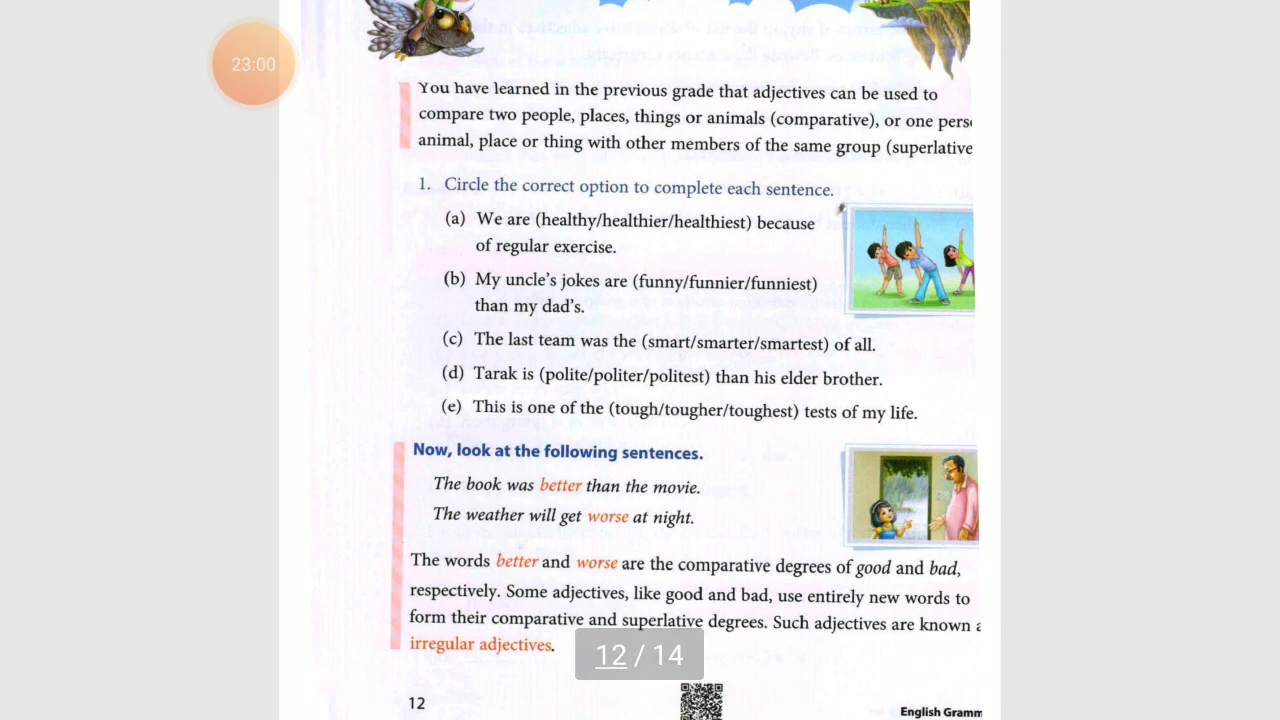 23:00
You have learned in the previous grade that adjectives can be used to
compare two people, places, things or animals (comparative), or one pers
animal, place or thing with other members of the same group (superlative
1. Circle the correct option to complete each sentence.
(a) We are (healthy/healthier/healthiest) because
of regular exercise.
(b) My uncle's jokes are (funny/funnier/funniest)
than my dad's.
(c) The last team was the (smart/smarter/smartest) of all.
(d) Tarak is (polite/politer/politest) than his elder brother.
(e) This is one of the (tough/tougher/toughest) tests of my life.
Now, look at the following sentences.
The book was better than the movie.
The weather will get worse at night.
The words better and worse are the comparative degrees of good and bad,
respectively. Some adjectives, like good and bad, use entirely new words to
form their comparative and superlative degrees. Such adjectives are known a
irregular adjectives.
12 / 14
12
English Gramm